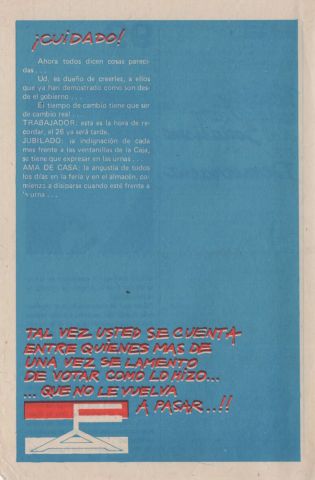 ¡CUIDADO!
Ahora todos dicen cosas pareci-
das . . .
Ud. es dueño de creerles, a ellos
que ya han demostrado como son des-
de el gobierno . . .
El tiempo de cambio tiene que ser
de cambio real . . .
TRABAJADOR: esta es la hora de re-
cordar, el 26 ya será tarde.
JUBILADO: la indignación de cada
mes frente a las ventanillas de la Caja,
se tiene que expresar en las urnas . .
AMA DE CASA: la angustia de todos
los días en la feria y en el almacén, co-
mienza a disiparse cuando esté frente a
la urna . . .
TAL VEZ USTED SE CUENTA
ENTRE QUIENES MAS DE
UNA VEZ SE LAMENTO
DE VOTAR COMO LO HIZO...
... QUE NO LE VUELVA
A PASAR..!!